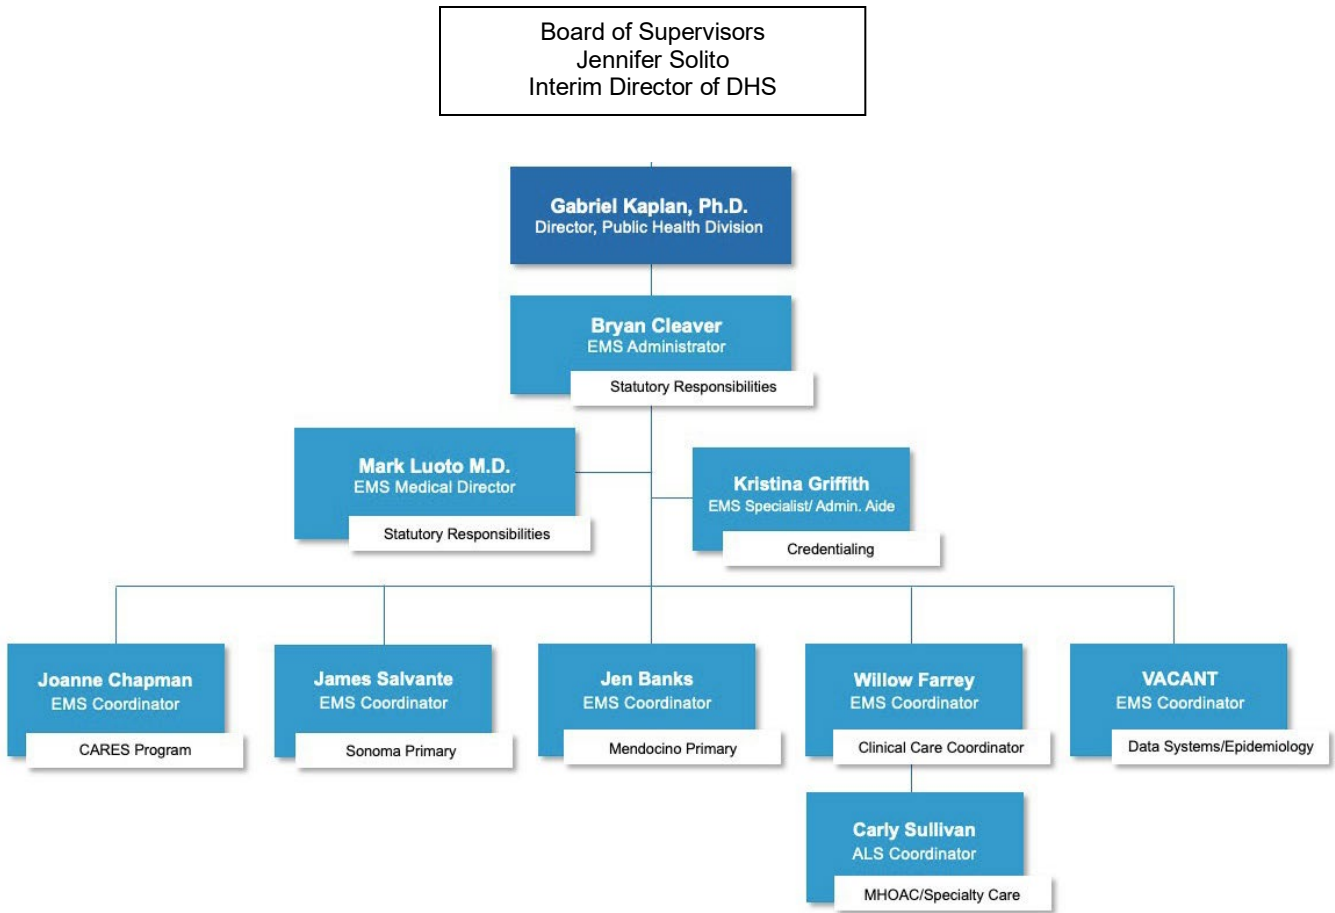 Board of Supervisors
Jennifer Solito
Interim Director of DHS
Gabriel Kaplan, Ph.D.
Director, Public Health Division
Bryan Cleaver
EMS Administrator
Statutory Responsibilities
Mark Luoto M.D.
EMS Medical Director
Statutory Responsibilities
Kristina Griffith
EMS Specialist/ Admin. Aide
Credentialing
Joanne Chapman
EMS Coordinator
CARES Program
James Salvante
EMS Coordinator
Sonoma Primary
Jen Banks
EMS Coordinator
Mendocino Primary
Willow Farrey
EMS Coordinator
Clinical Care Coordinator
VACANT
EMS Coordinator
Data Systems/Epidemiology
Carly Sullivan
ALS Coordinator
MHOAC/Specialty Care